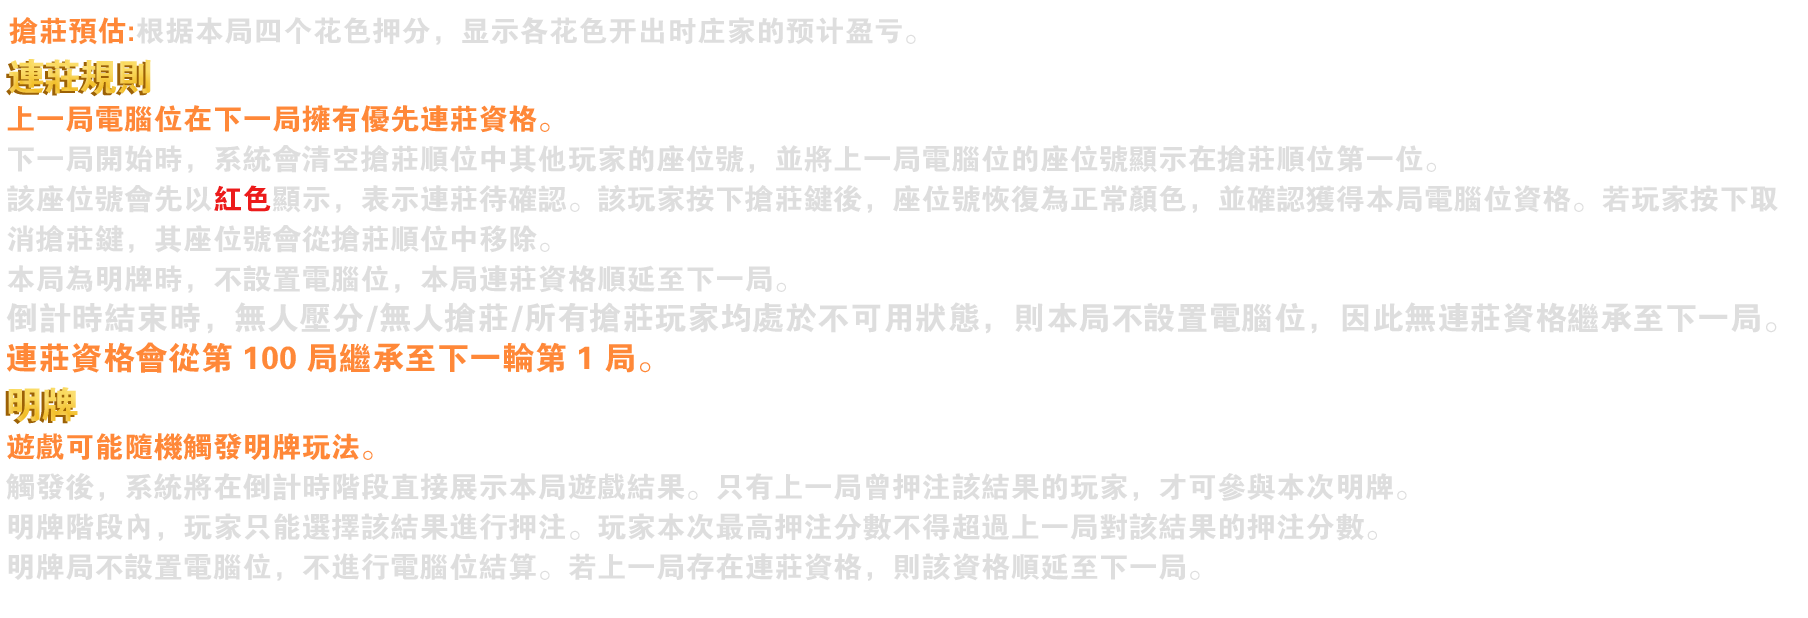 搶莊預估:根据本局四个花色押分，显示各花色开出时庄家的预计盈亏。
連莊規則
上一局電腦位在下一局擁有優先連莊資格。
下一局開始時，系統會清空搶莊順位中其他玩家的座位號，並將上一局電腦位的座位號顯示在搶莊順位第一位。
該座位號會先以紅色顯示，表示連莊待確認。該玩家按下搶莊鍵後，座位號恢復為正常顏色，並確認獲得本局電腦位資格。若玩家按下取
消搶莊鍵，其座位號會從搶莊順位中移除。
本局為明牌時，不設置電腦位，本局連莊資格順延至下一局。
倒計時結束時，無人壓分/無人搶莊/所有搶莊玩家均處於不可用狀態，則本局不設置電腦位，因此無連莊資格繼承至下一局。
連莊資格會從第 100 局繼承至下一輪第 1 局。
明牌
遊戲可能隨機觸發明牌玩法。
觸發後，系統將在倒計時階段直接展示本局遊戲結果。只有上一局曾押注該結果的玩家，才可參與本次明牌。
明牌階段內，玩家只能選擇該結果進行押注。玩家本次最高押注分數不得超過上一局對該結果的押注分數。
明牌局不設置電腦位，不進行電腦位結算。若上一局存在連莊資格，則該資格順延至下一局。